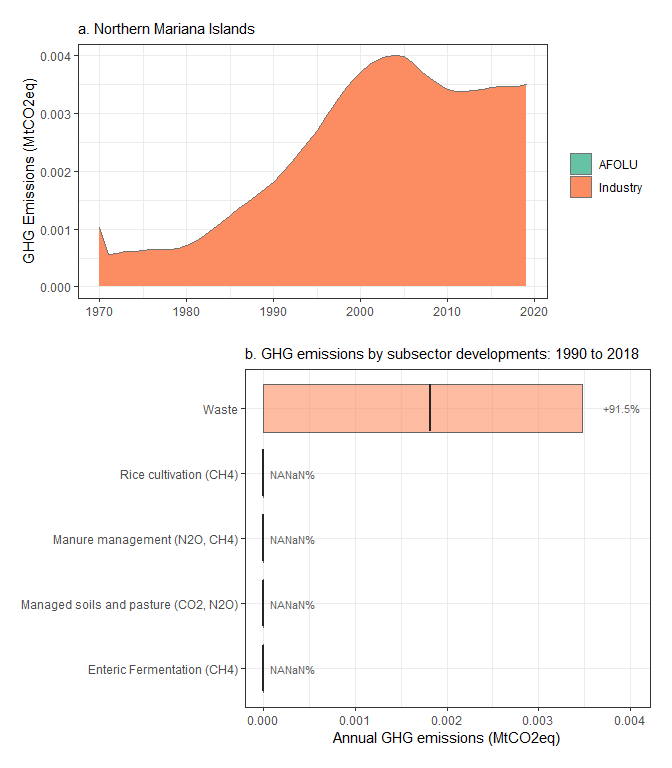 a. Northern Mariana Islands
GHG Emissions (MtCO2eq)
0.004
0.003
0.002
0.001
0.000
1970 1980 1990 2000 2010 2020
AFOLU
Industry
b. GHG emissions by subsector developments: 1990 to 2018
Waste +91.5%
Rice cultivation (CH4) NANaN%
Manure management (N2O, CH4) NANaN%
Managed soils and pasture (CO2, N2O) NANaN%
Enteric Fermentation (CH4) NANaN%
0.000 0.001 0.002 0.003 0.004
Annual GHG emissions (MtCO2eq)